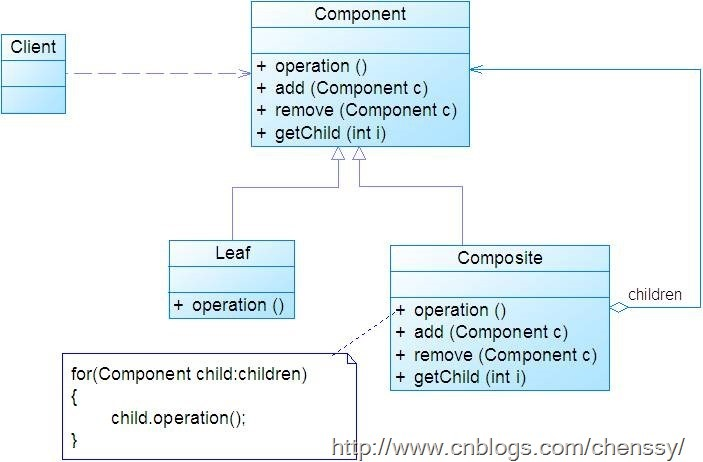 Component
Client
+ operation ()
+ add (Component c)
+ remove (Component c)
+ getChild (int i)
Leaf
+ operation ()
Composite
+ operation ()
+ add (Component c)
+ remove (Component c)
+ getChild (int i)
children
for(Component child:children)
{
child.operation();
}
http://www.cnblogs.com/chenssy/